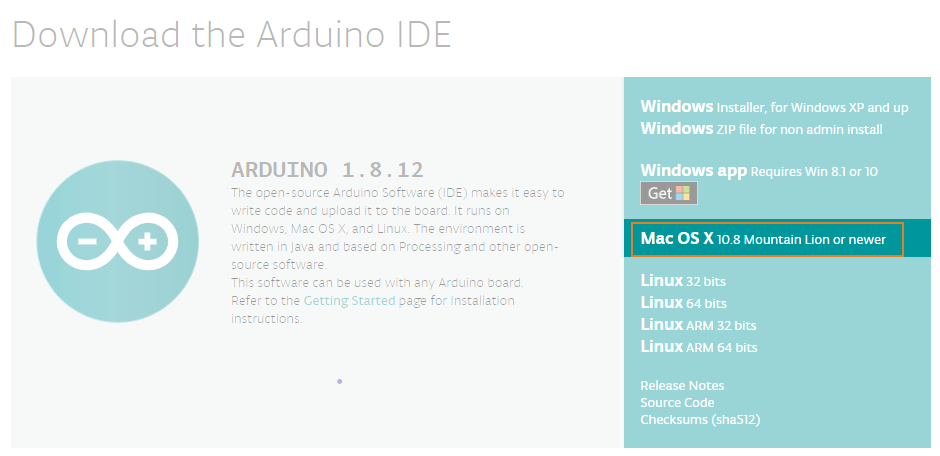 Download the Arduino IDE
ARDUINO 1.8.12
The open-source Arduino Software (IDE) makes it easy to
write code and upload it to the board. It runs on
Windows, Mac OS X, and Linux. The environment is
written in Java and based on Processing and other open-
source software.
This software can be used with any Arduino board.
Refer to the Getting Started page for Installation
instructions.
Windows Installer, for Windows XP and up
Windows ZIP file for non admin install
Windows app Requires Win 8.1 or 10
Get
Mac OS X 10.8 Mountain Lion or newer
Linux 32 bits
Linux 64 bits
Linux ARM 32 bits
Linux ARM 64 bits
Release Notes
Source Code
Checksums (sha512)